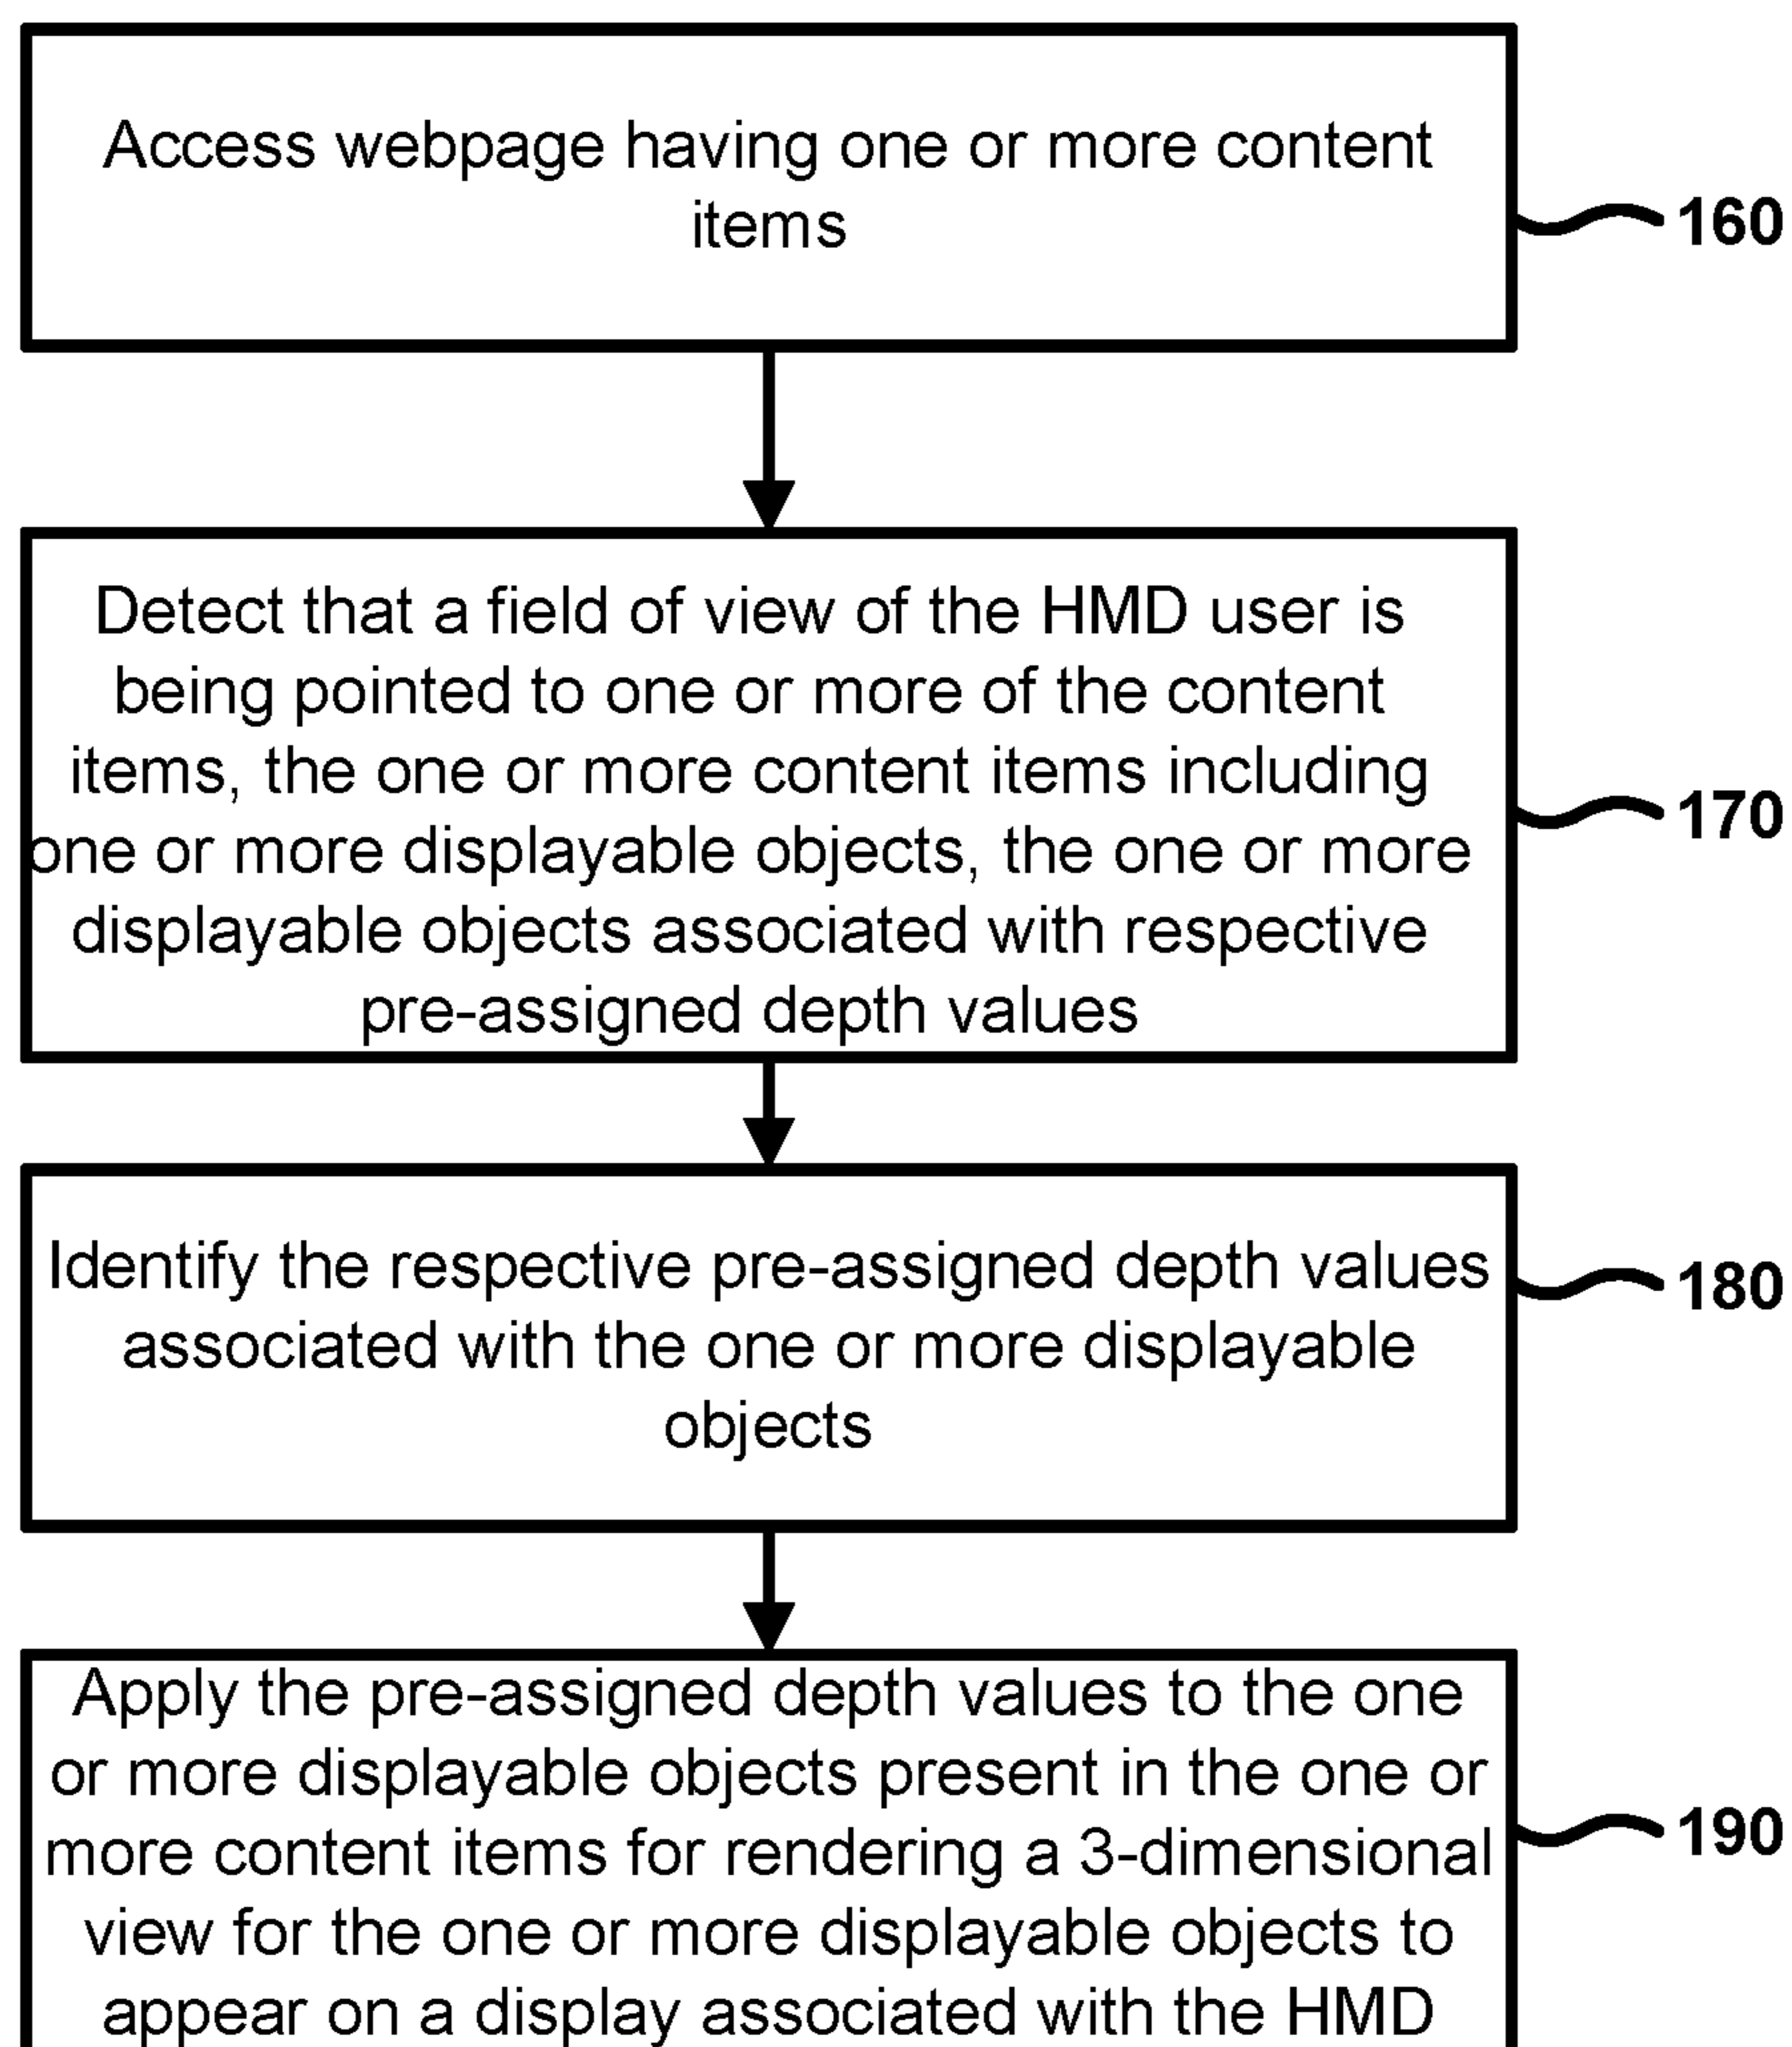 Access webpage having one or more content
items
160
Detect that a field of view of the HMD user is
being pointed to one or more of the content
items, the one or more content items including
one or more displayable objects, the one or more
displayable objects associated with respective
pre-assigned depth values
170
Identify the respective pre-assigned depth values
associated with the one or more displayable
objects
180
Apply the pre-assigned depth values to the one
or more displayable objects present in the one or
more content items for rendering a 3-dimensional
view for the one or more displayable objects to
appear on a display associated with the HMD
190